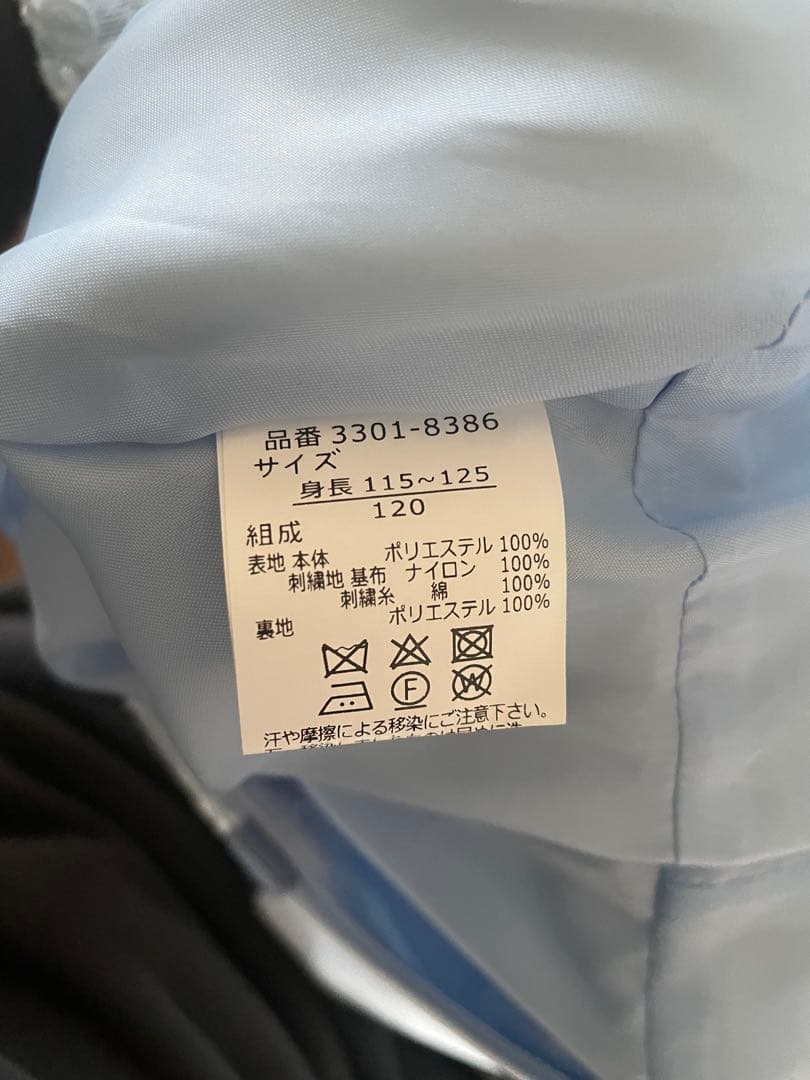 品番 3301-8386
サイズ
身長 115~125
120
組成
表地 本体 ポリエステル 100%
刺繍地 基布 ナイロン 100%
刺繍糸 綿 100%
裏地 ポリエステル 100%
F W
汗や摩擦による移染にご注意下さい。